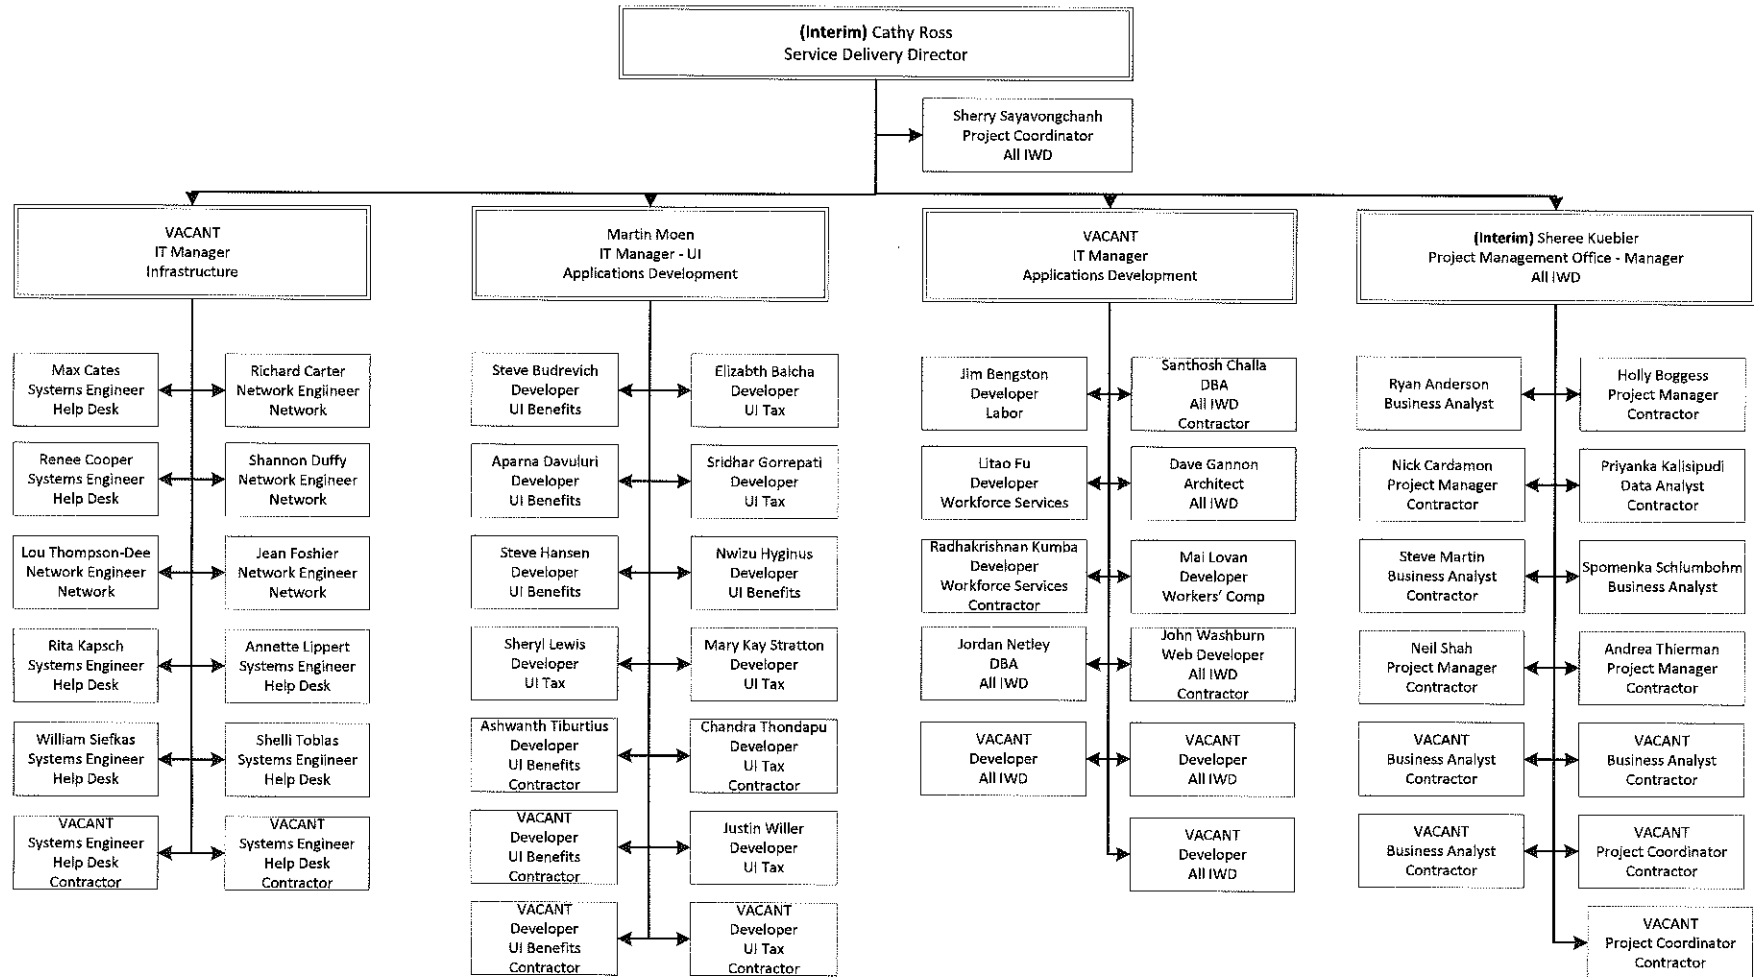 (Interim) Cathy Ross
Service Delivery Director
Sherry Sayavongchanh
Project Coordinator
All IWD
VACANT
IT Manager
Infrastructure
Martin Moen
IT Manager - UI
Applications Development
VACANT
IT Manager
Applications Development
(Interim) Sheree Kuebler
Project Management Office - Manager
All IWD
Max Cates
Systems Engineer
Help Desk
Richard Carter
Network Engineer
Network
Steve Budrevich
Developer
UI Benefits
Elizabth Balcha
Developer
UI Tax
Jim Bengston
Developer
Labor
Santhosh Challa
DBA
All IWD
Contractor
Ryan Anderson
Business Analyst
Holly Boggess
Project Manager
Contractor
Renee Cooper
Systems Engineer
Help Desk
Shannon Duffy
Network Engineer
Network
Aparna Davuluri
Developer
UI Benefits
Sridhar Gorrepati
Developer
UI Tax
Litao Fu
Developer
Workforce Services
Dave Gannon
Architect
All IWD
Nick Cardamon
Project Manager
Contractor
Priyanka Kalisipudi
Data Analyst
Contractor
Lou Thompson-Dee
Network Engineer
Network
Jean Foshier
Network Engineer
Network
Steve Hansen
Developer
UI Benefits
Nwizu Hyginus
Developer
UI Benefits
Radhakrishnan Kumba
Developer
Workforce Services
Contractor
Mai Lovan
Developer
Workers' Comp
Steve Martin
Business Analyst
Contractor
Spomenka Schlumbohm
Business Analyst
Rita Kapsch
Systems Engineer
Help Desk
Annette Lippert
Systems Engineer
Help Desk
Sheryl Lewis
Developer
UI Tax
Mary Kay Stratton
Developer
UI Tax
Jordan Netley
DBA
All IWD
John Washburn
Web Developer
All IWD
Contractor
Neil Shah
Project Manager
Contractor
Andrea Thierman
Project Manager
Contractor
William Siefkas
Systems Engineer
Help Desk
Shelli Tobias
Systems Engineer
Help Desk
Ashwanth Tiburtius
Developer
UI Benefits
Contractor
Chandra Thondapu
Developer
UI Tax
Contractor
VACANT
Developer
All IWD
VACANT
Developer
All IWD
VACANT
Business Analyst
Contractor
VACANT
Business Analyst
Contractor
VACANT
Systems Engineer
Help Desk
Contractor
VACANT
Systems Engineer
Help Desk
Contractor
VACANT
Developer
UI Benefits
Contractor
Justin Willer
Developer
UI Tax
VACANT
Developer
All IWD
VACANT
Business Analyst
Contractor
VACANT
Project Coordinator
Contractor
VACANT
Developer
UI Benefits
Contractor
VACANT
Developer
UI Tax
Contractor
VACANT
Project Coordinator
Contractor